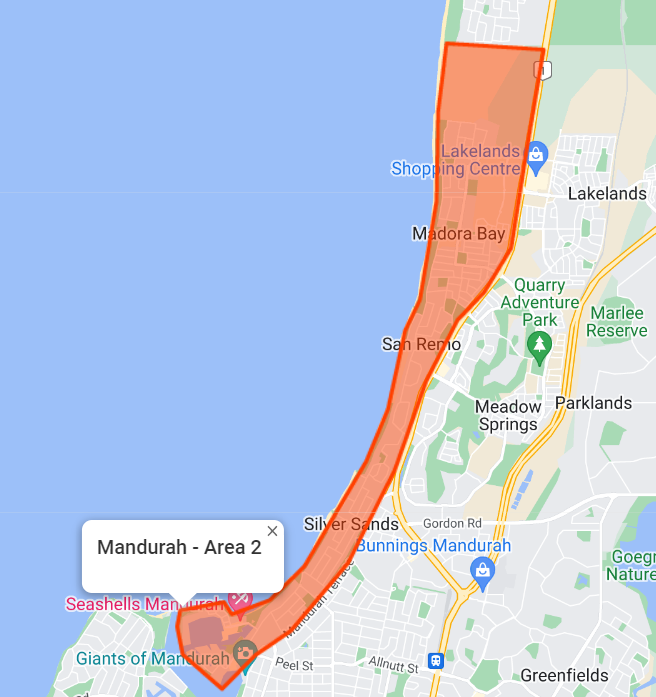 1
Lakelands
Shopping Centre
Lakelands
Madora Bay
Quarry
Adventure
Park
Marlee
Reserve
San Remo
Meadow
Springs
Parklands
Silver Sands
Gordon Rd
Mandurah - Area 2
Bunnings Mandurah
Goegr
Nature
Mandurah Terrace
Seashells Mandurah
Giants of Mandurah
Peel St
Allnutt St
Greenfields